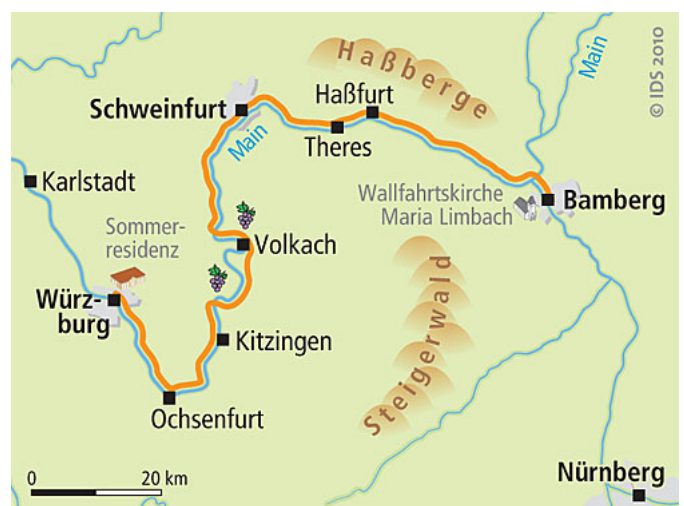 Haßberge
Main
© IDS 2010
Schweinfurt
Haßfurt
Main
Theres
Karlstadt
Wallfahrtskirche
Maria Limbach
Bamberg
Sommer-
residenz
Volkach
Steigerwald
Würz-
burg
Kitzingen
Ochsenfurt
Nürnberg
0 20 km